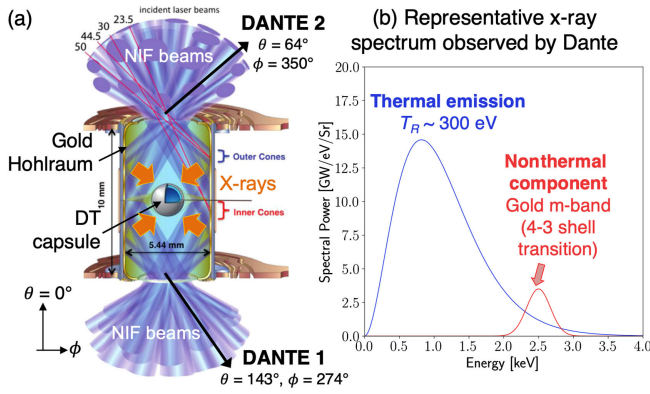 (a)
incident laser beams
23.5
30
44.5
50
NIF beams
DANTE 2
θ = 64°
ϕ = 350°
Gold
Hohlraum
10 mm
Outer Cones
X-rays
Inner Cones
DT
capsule
5.44 mm
θ = 0°
ϕ
NIF beams
DANTE 1
θ = 143°, ϕ = 274°
(b) Representative x-ray
spectrum observed by Dante
Spectral Power [GW/eV/Sr]
20.0
17.5
15.0
12.5
10.0
7.5
5.0
2.5
0.0
Thermal emission
T_R ~ 300 eV
Nonthermal
component
Gold m-band
(4-3 shell
transition)
0.0 0.5 1.0 1.5 2.0 2.5 3.0 3.5 4.0
Energy [keV]